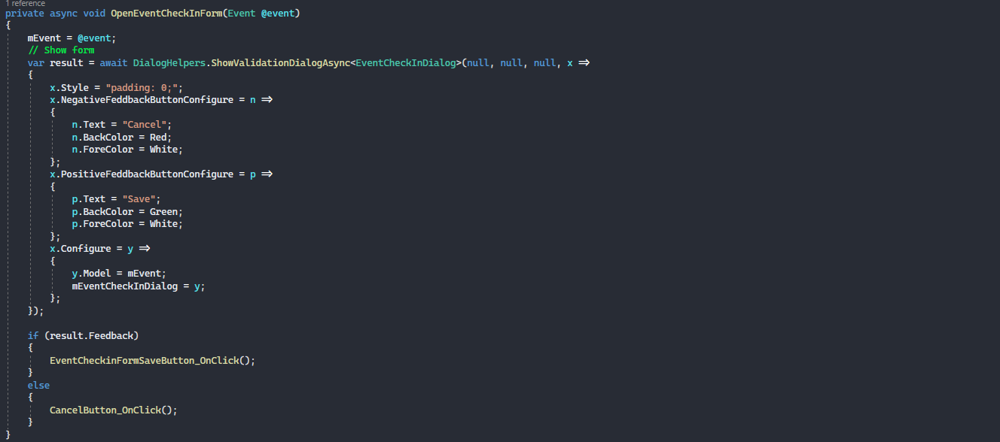 1 reference
private async void OpenEventCheckInForm(Event @event)
{
mEvent = @event;
// Show form
var result = await DialogHelpers.ShowValidationDialogAsync<EventCheckInDialog>(null, null, null, x =>
{
x.Style = "padding: 0;";
x.NegativeFeddbackButtonConfigure = n =>
{
n.Text = "Cancel";
n.BackColor = Red;
n.ForeColor = White;
};
x.PositiveFeddbackButtonConfigure = p =>
{
p.Text = "Save";
p.BackColor = Green;
p.ForeColor = White;
};
x.Configure = y =>
{
y.Model = mEvent;
mEventCheckInDialog = y;
};
});
if (result.Feedback)
{
EventCheckinFormSaveButton_OnClick();
}
else
{
CancelButton_OnClick();
}
}